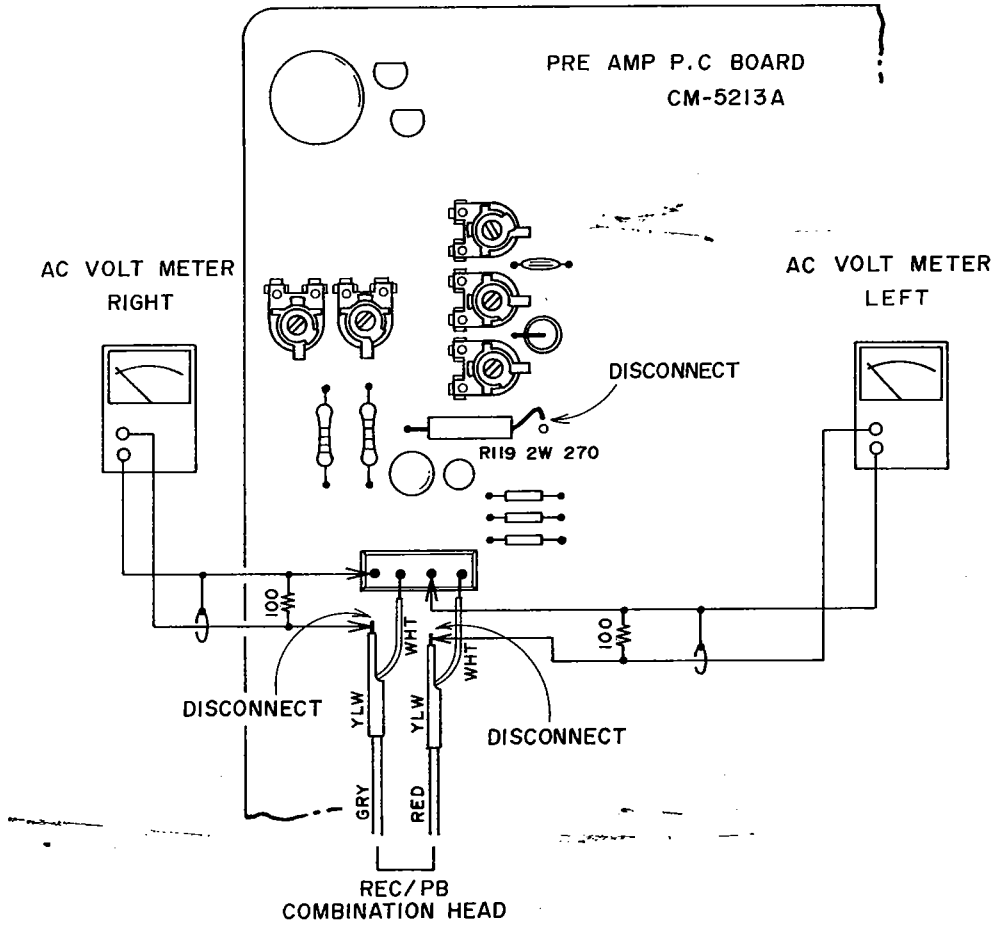 PRE AMP P.C BOARD
CM-5213A
AC VOLT METER
RIGHT
AC VOLT METER
LEFT
DISCONNECT
R119 2W 270
100
100
WHT
WHT
DISCONNECT
YLW
YLW
DISCONNECT
GRY
RED
REC/PB
COMBINATION HEAD